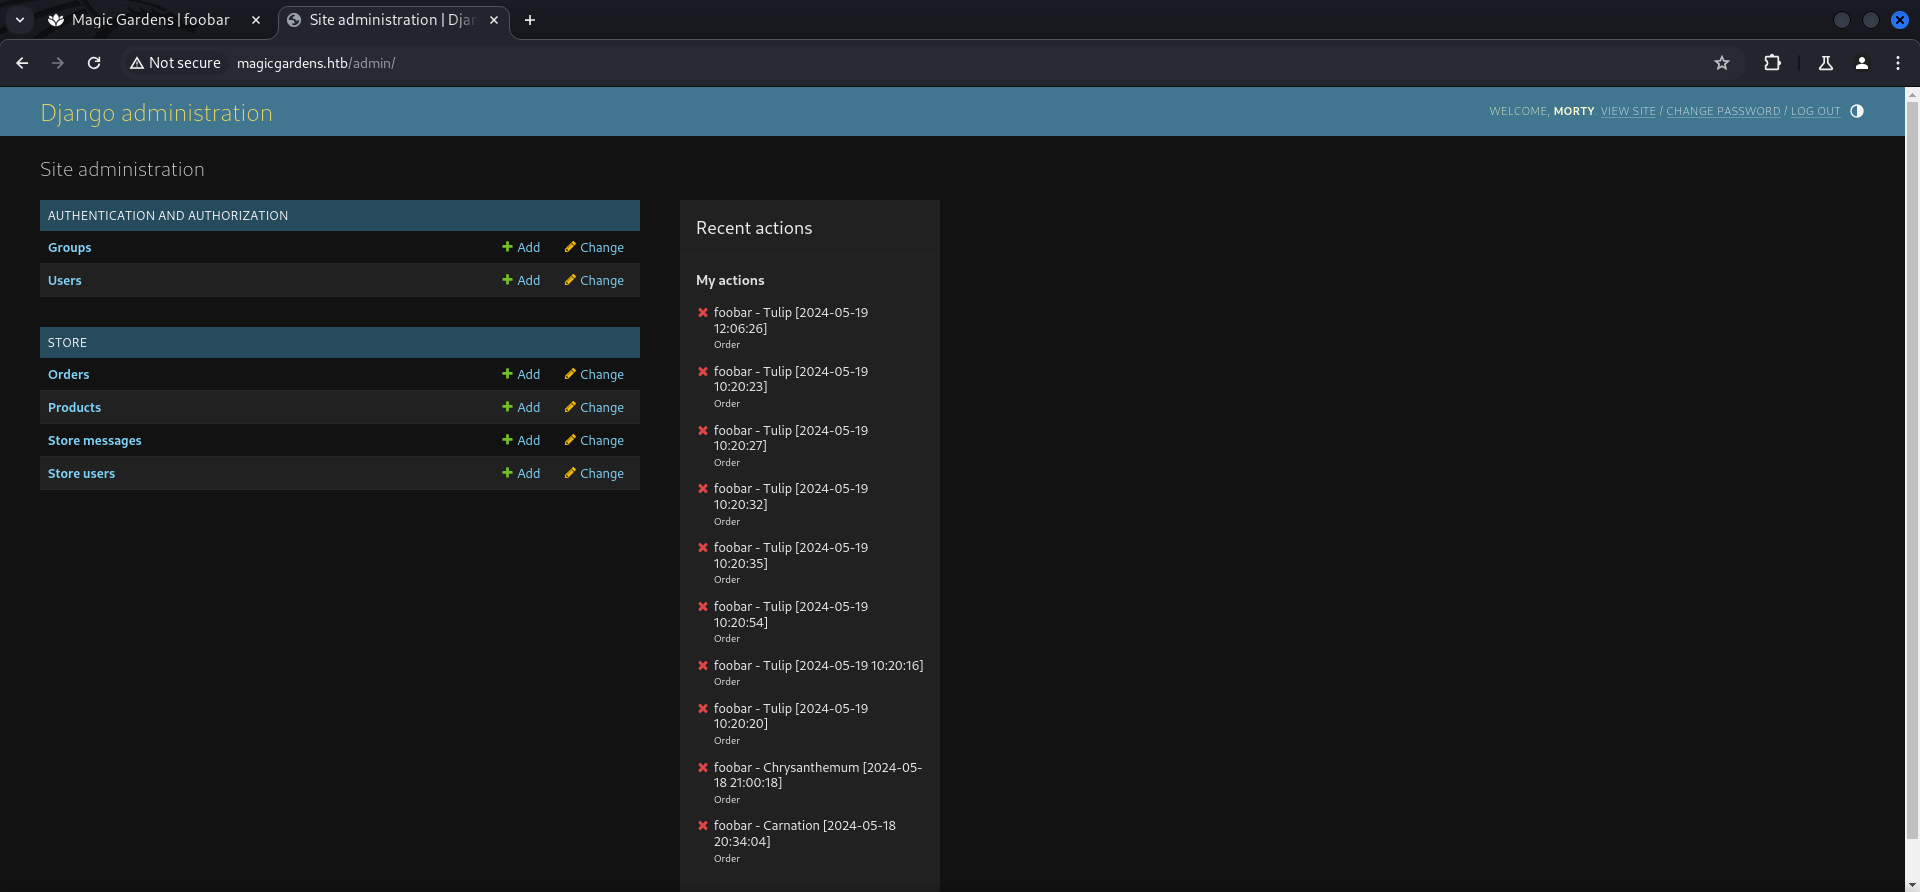 Magic Gardens | foobar
Site administration | Djan
Not secure
magicgardens.htb/admin/
Django administration
WELCOME, MORTY. VIEW SITE / CHANGE PASSWORD / LOG OUT
Site administration
AUTHENTICATION AND AUTHORIZATION
Groups Add Change
Users Add Change
STORE
Orders Add Change
Products Add Change
Store messages Add Change
Store users Add Change
Recent actions
My actions
foobar - Tulip [2024-05-19
12:06:26]
Order
foobar - Tulip [2024-05-19
10:20:23]
Order
foobar - Tulip [2024-05-19
10:20:27]
Order
foobar - Tulip [2024-05-19
10:20:32]
Order
foobar - Tulip [2024-05-19
10:20:35]
Order
foobar - Tulip [2024-05-19
10:20:54]
Order
foobar - Tulip [2024-05-19 10:20:16]
Order
foobar - Tulip [2024-05-19
10:20:20]
Order
foobar - Chrysanthemum [2024-05-
18 21:00:18]
Order
foobar - Carnation [2024-05-18
20:34:04]
Order